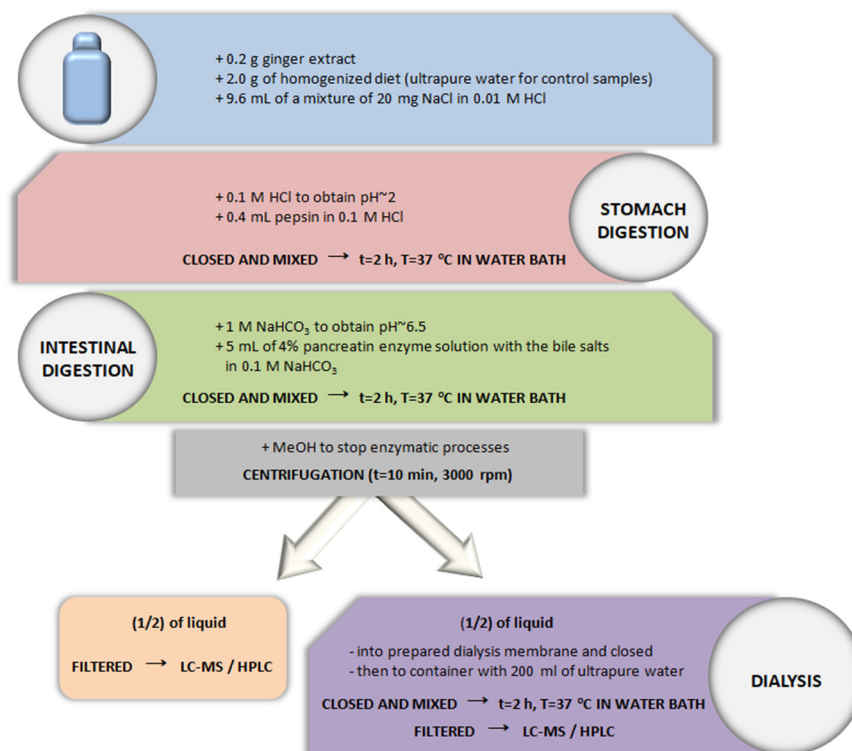 + 0.2 g ginger extract
+ 2.0 g of homogenized diet (ultrapure water for control samples)
+ 9.6 mL of a mixture of 20 mg NaCl in 0.01 M HCl
+ 0.1 M HCl to obtain pH~2
+ 0.4 mL pepsin in 0.1 M HCl
CLOSED AND MIXED → t=2 h, T=37 °C IN WATER BATH
STOMACH
DIGESTION
INTESTINAL
DIGESTION
+ 1 M NaHCO₃ to obtain pH~6.5
+ 5 mL of 4% pancreatin enzyme solution with the bile salts
in 0.1 M NaHCO₃
CLOSED AND MIXED → t=2 h, T=37 °C IN WATER BATH
+ MeOH to stop enzymatic processes
CENTRIFUGATION (t=10 min, 3000 rpm)
(1/2) of liquid
FILTERED → LC-MS / HPLC
(1/2) of liquid
- into prepared dialysis membrane and closed
- then to container with 200 ml of ultrapure water
CLOSED AND MIXED → t=2 h, T=37 °C IN WATER BATH
FILTERED → LC-MS / HPLC
DIALYSIS